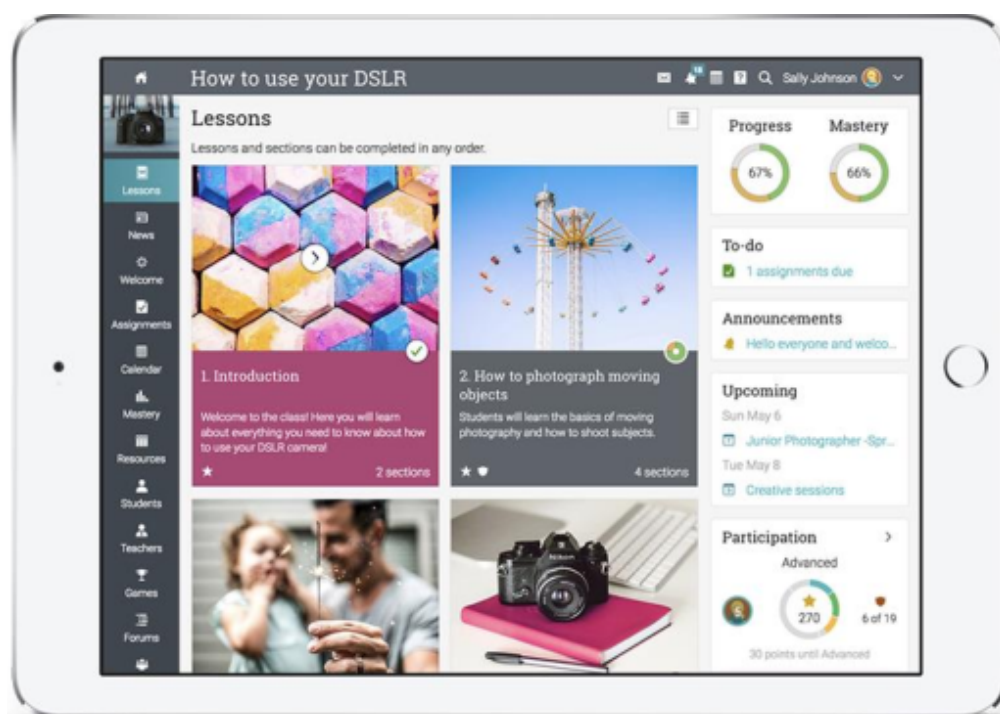 How to use your DSLR
18
Sally Johnson
Lessons
News
Welcome
Assignments
Calendar
Mastery
Resources
Students
Teachers
Games
Forums
Lessons
Lessons and sections can be completed in any order.
1. Introduction
Welcome to the class! Here you will learn
about everything you need to know about how
to use your DSLR camera!
2 sections
2. How to photograph moving
objects
Students will learn the basics of moving
photography and how to shoot subjects.
4 sections
Nikon
Progress
Mastery
67%
66%
To-do
1 assignments due
Announcements
Hello everyone and welco...
Upcoming
Sun May 6
Junior Photographer -Spr...
Tue May 8
Creative sessions
Participation
Advanced
270
6 of 19
30 points until Advanced